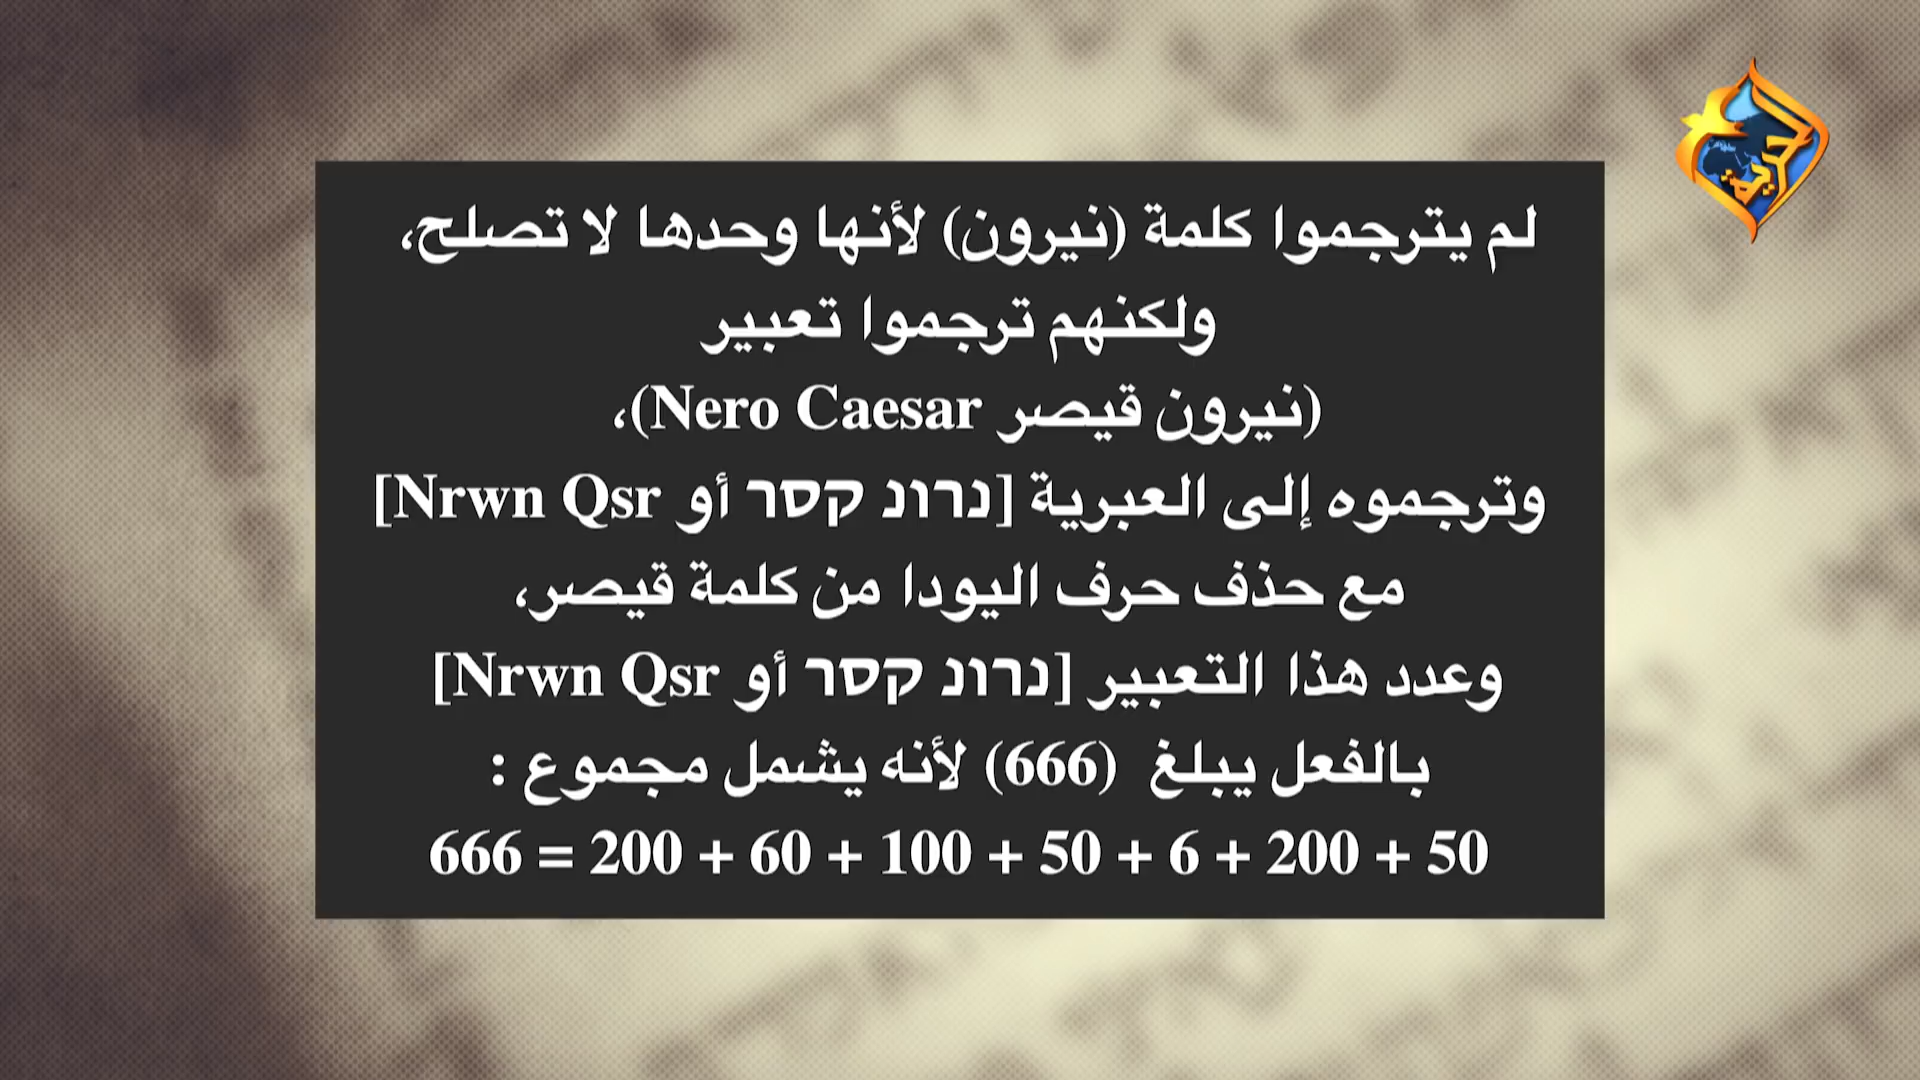 الحرية
لم يترجموا كلمة (نيرون) لأنها وحدها لا تصلح،
ولكنهم ترجموا تعبير
(نيرون قيصر Nero Caesar)،
وترجموه إلى العبرية [נרונ קסר أو Nrwn Qsr]
مع حذف حرف اليودا من كلمة قيصر،
وعدد هذا التعبير [נרונ קסר أو Nrwn Qsr]
بالفعل يبلغ (666) لأنه يشمل مجموع :
666 = 200 + 60 + 100 + 50 + 6 + 200 + 50